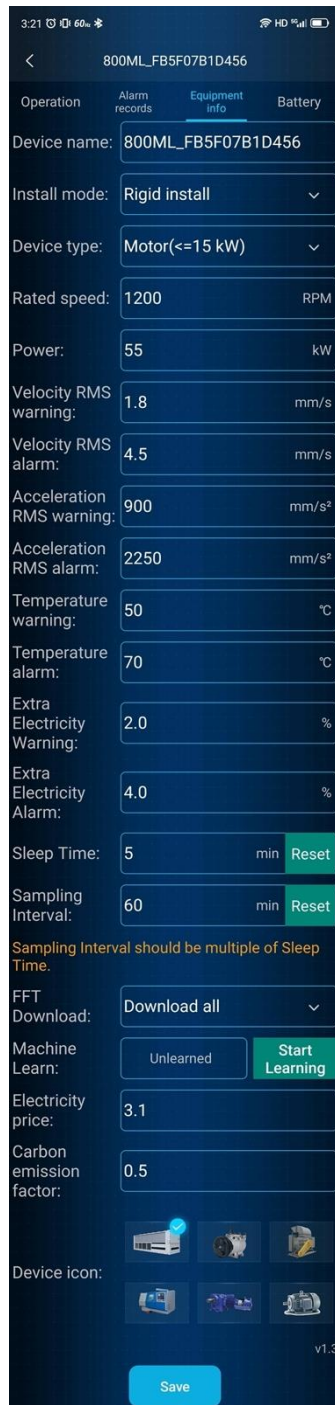 3:21 60Hz HD 5G
800ML_FB5F07B1D456
Operation Alarm records Equipment info Battery
Device name: 800ML_FB5F07B1D456
Install mode: Rigid install
Device type: Motor(<=15 kW)
Rated speed: 1200 RPM
Power: 55 kW
Velocity RMS warning: 1.8 mm/s
Velocity RMS alarm: 4.5 mm/s
Acceleration RMS warning: 900 mm/s²
Acceleration RMS alarm: 2250 mm/s²
Temperature warning: 50 ℃
Temperature alarm: 70 ℃
Extra Electricity Warning: 2.0 %
Extra Electricity Alarm: 4.0 %
Sleep Time: 5 min Reset
Sampling Interval: 60 min Reset
Sampling Interval should be multiple of Sleep
Time.
FFT Download: Download all
Machine Learn: Unlearned Start Learning
Electricity price: 3.1
Carbon emission factor: 0.5
Device icon:
v1.3
Save